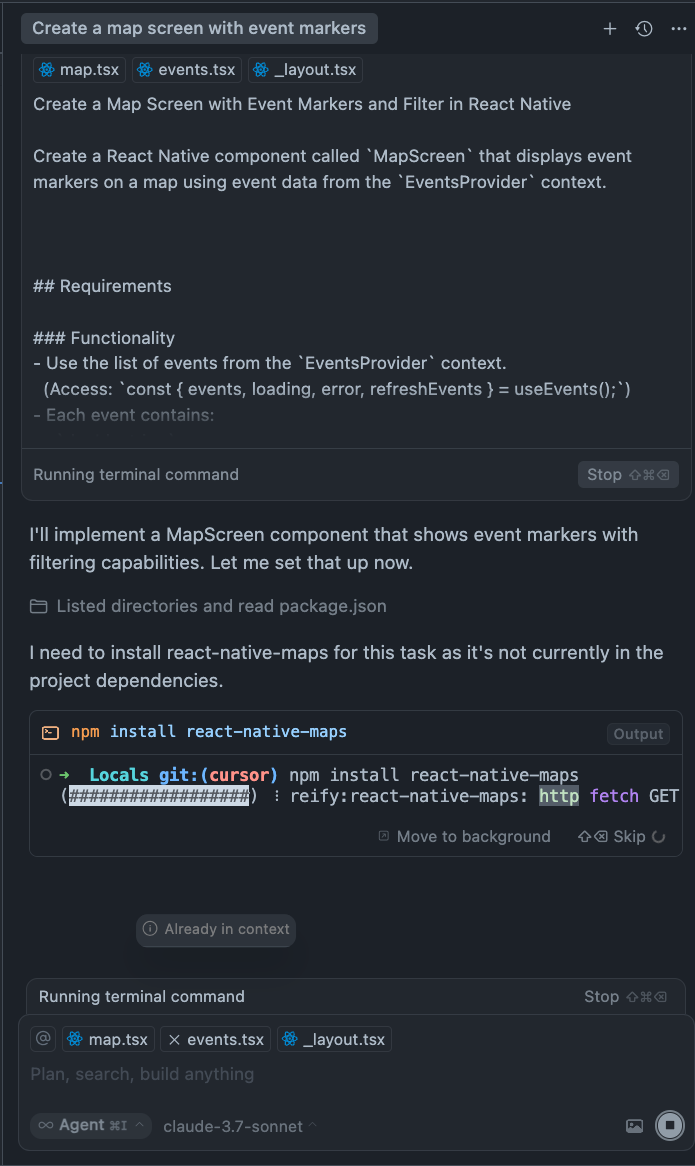 Create a map screen with event markers
map.tsx events.tsx _layout.tsx
Create a Map Screen with Event Markers and Filter in React Native
Create a React Native component called `MapScreen` that displays event
markers on a map using event data from the `EventsProvider` context.
## Requirements
### Functionality
- Use the list of events from the `EventsProvider` context.
(Access: `const { events, loading, error, refreshEvents } = useEvents();`)
- Each event contains:
Running terminal command Stop ⇧⌘⌫
I'll implement a MapScreen component that shows event markers with
filtering capabilities. Let me set that up now.
Listed directories and read package.json
I need to install react-native-maps for this task as it's not currently in the
project dependencies.
npm install react-native-maps Output
➜ Locals git:(cursor) npm install react-native-maps
(##################) ⠸ reify:react-native-maps: http fetch GET
Move to background ⇧⌫ Skip
Already in context
Running terminal command Stop ⇧⌘⌫
@ map.tsx × events.tsx _layout.tsx
Plan, search, build anything
∞ Agent ⌘I ^ claude-3.7-sonnet ^